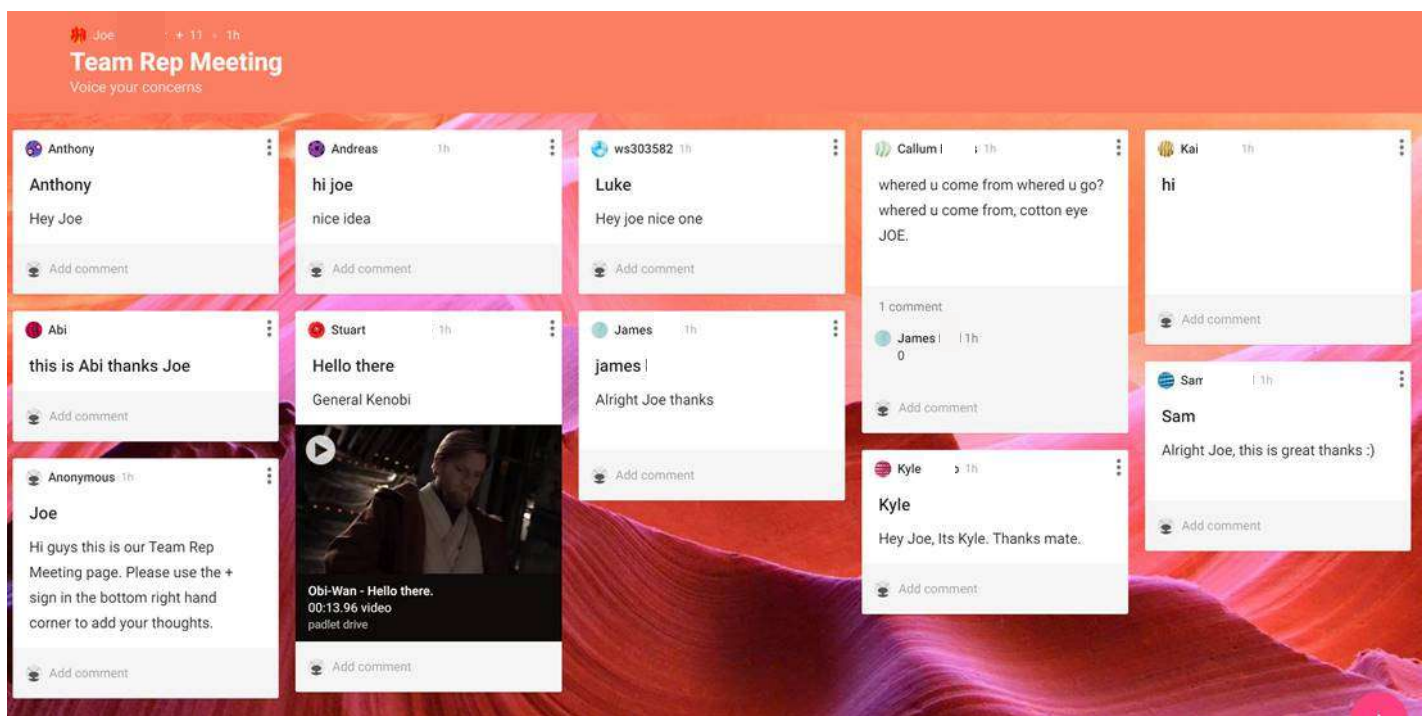 Joe + 11 • 1h
Team Rep Meeting
Voice your concerns
Anthony
Anthony
Hey Joe
Add comment
Abi
this is Abi thanks Joe
Add comment
Anonymous 1h
Joe
Hi guys this is our Team Rep
Meeting page. Please use the +
sign in the bottom right hand
corner to add your thoughts.
Add comment
Andreas 1h
hi joe
nice idea
Add comment
Stuart 1h
Hello there
General Kenobi
Obi-Wan - Hello there.
00:13.96 video
padlet drive
Add comment
ws303582 1h
Luke
Hey joe nice one
Add comment
James 1h
james
Alright Joe thanks
Add comment
Callum 1h
whered u come from whered u go?
whered u come from, cotton eye
JOE.
1 comment
James 1h
0
Add comment
Kyle 1h
Kyle
Hey Joe, Its Kyle. Thanks mate.
Add comment
Kai 1h
hi
Add comment
Sam 1h
Sam
Alright Joe, this is great thanks :)
Add comment